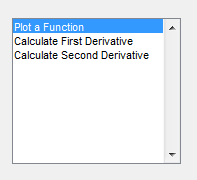 Plot a Function
Calculate First Derivative
Calculate Second Derivative